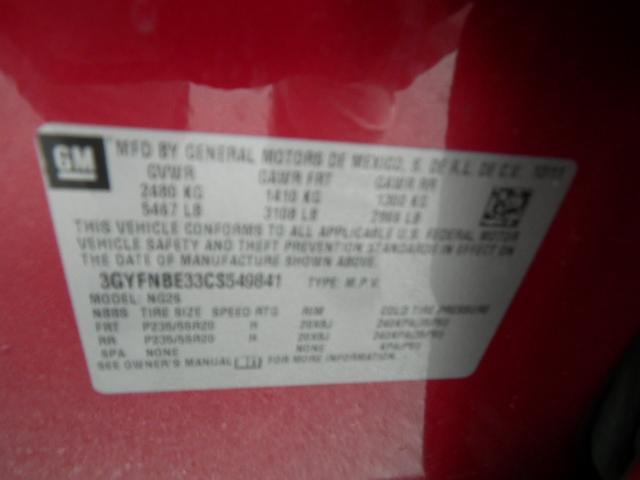 GM
MFD BY GENERAL MOTORS DE MEXICO, S. DE R.L. DE C.V. 10/11
GVWR GAWR FRT GAWR RR
2480 KG 1410 KG 1300 KG
5467 LB 3108 LB 2866 LB
THIS VEHICLE CONFORMS TO ALL APPLICABLE U.S. FEDERAL MOTOR
VEHICLE SAFETY AND THEFT PREVENTION STANDARDS IN EFFECT ON
THE DATE OF MANUFACTURE SHOWN ABOVE.
3GYFNBE33CS549841 TYPE: M.P.V.
MODEL: NG26
TIRE SIZE SPEED RTG RIM COLD TIRE PRESSURE
FRT P235/55R20 H 20X8J
RR P235/55R20 H 20X8J
SPA NONE NONE
SEE OWNER'S MANUAL FOR MORE INFORMATION